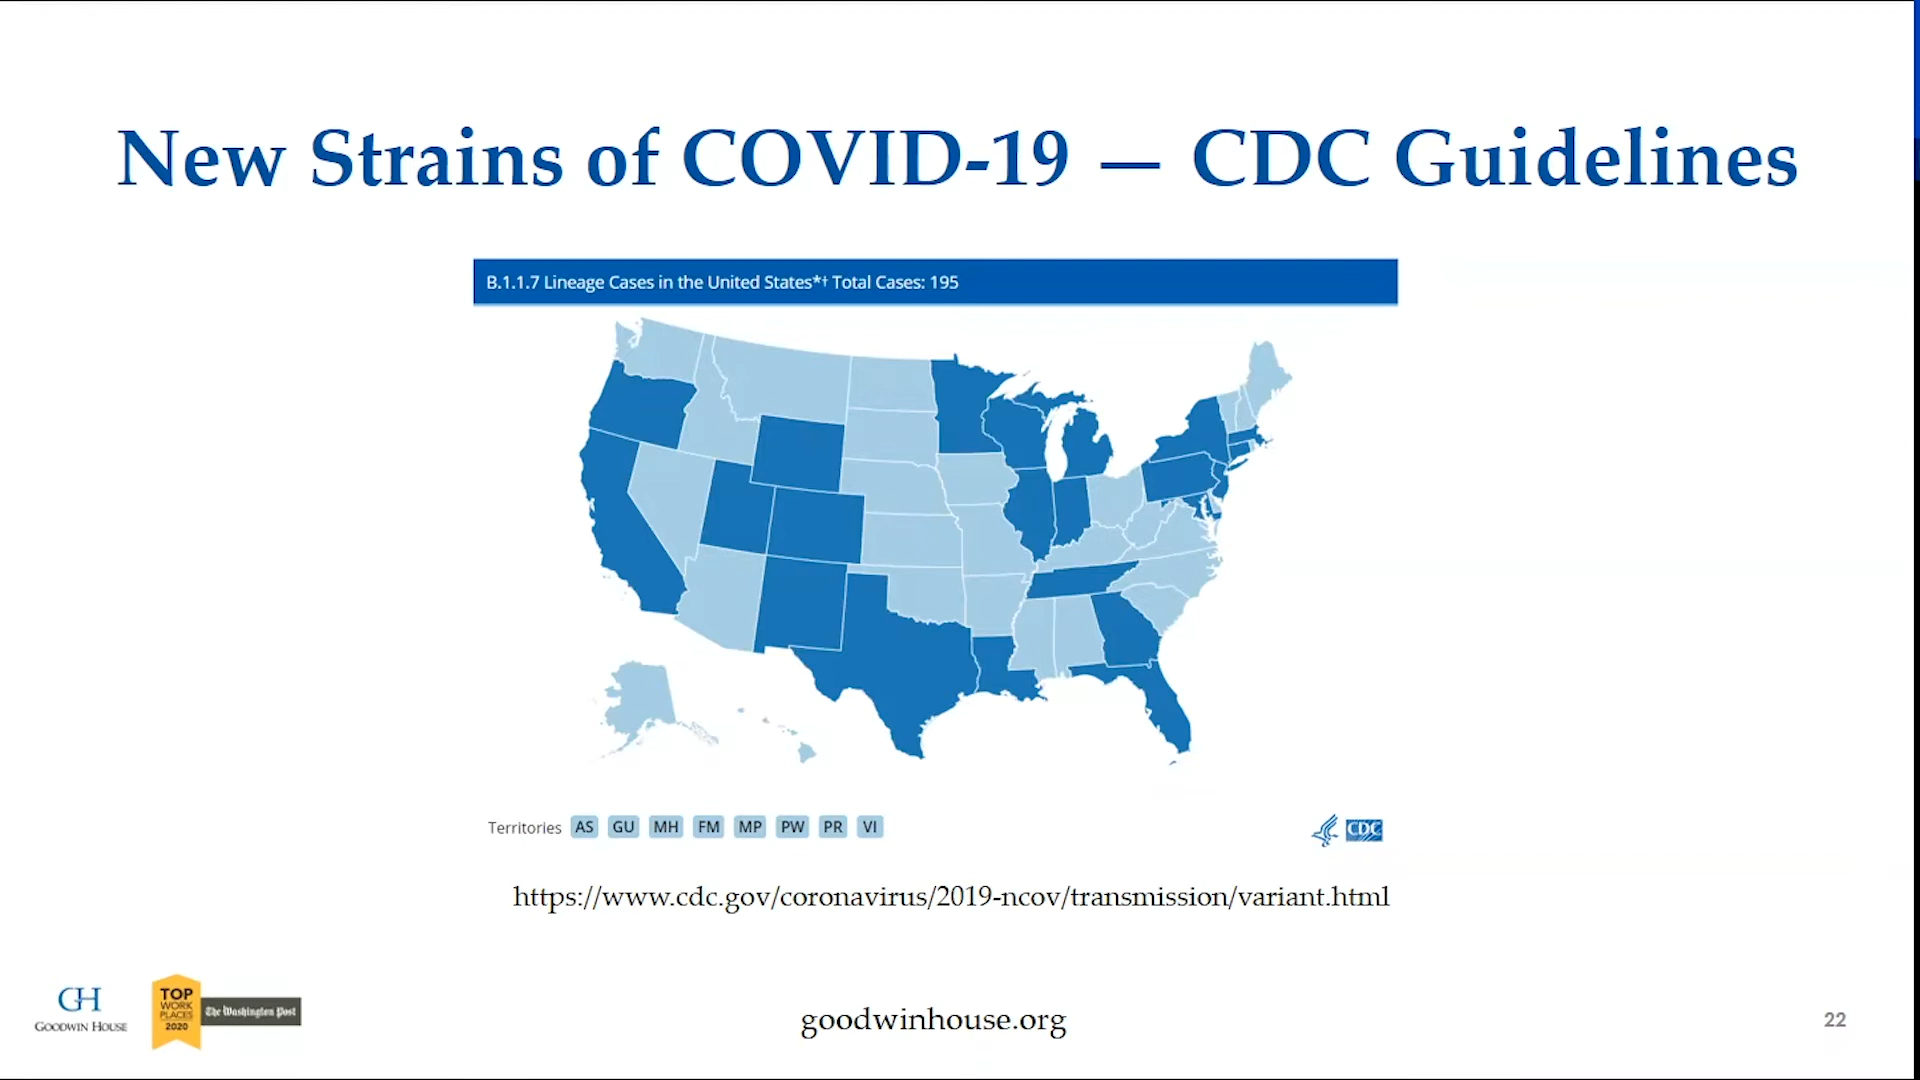 New Strains of COVID-19 — CDC Guidelines
B.1.1.7 Lineage Cases in the United States*† Total Cases: 195
Territories AS GU MH FM MP PW PR VI
CDC
https://www.cdc.gov/coronavirus/2019-ncov/transmission/variant.html
GH
GOODWIN HOUSE
TOP
WORK
PLACES
2020
The Washington Post
goodwinhouse.org
22